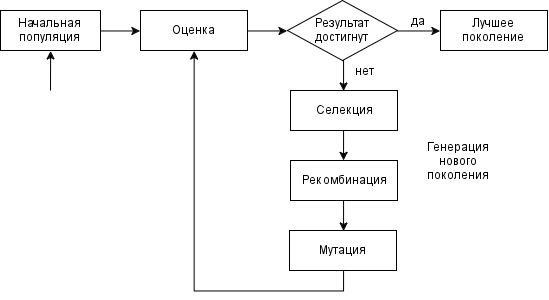 Начальная
популяция
Оценка
Результат
достигнут
да
Лучшее
поколение
нет
Селекция
Генерация
нового
поколения
Рекомбинация
Мутация